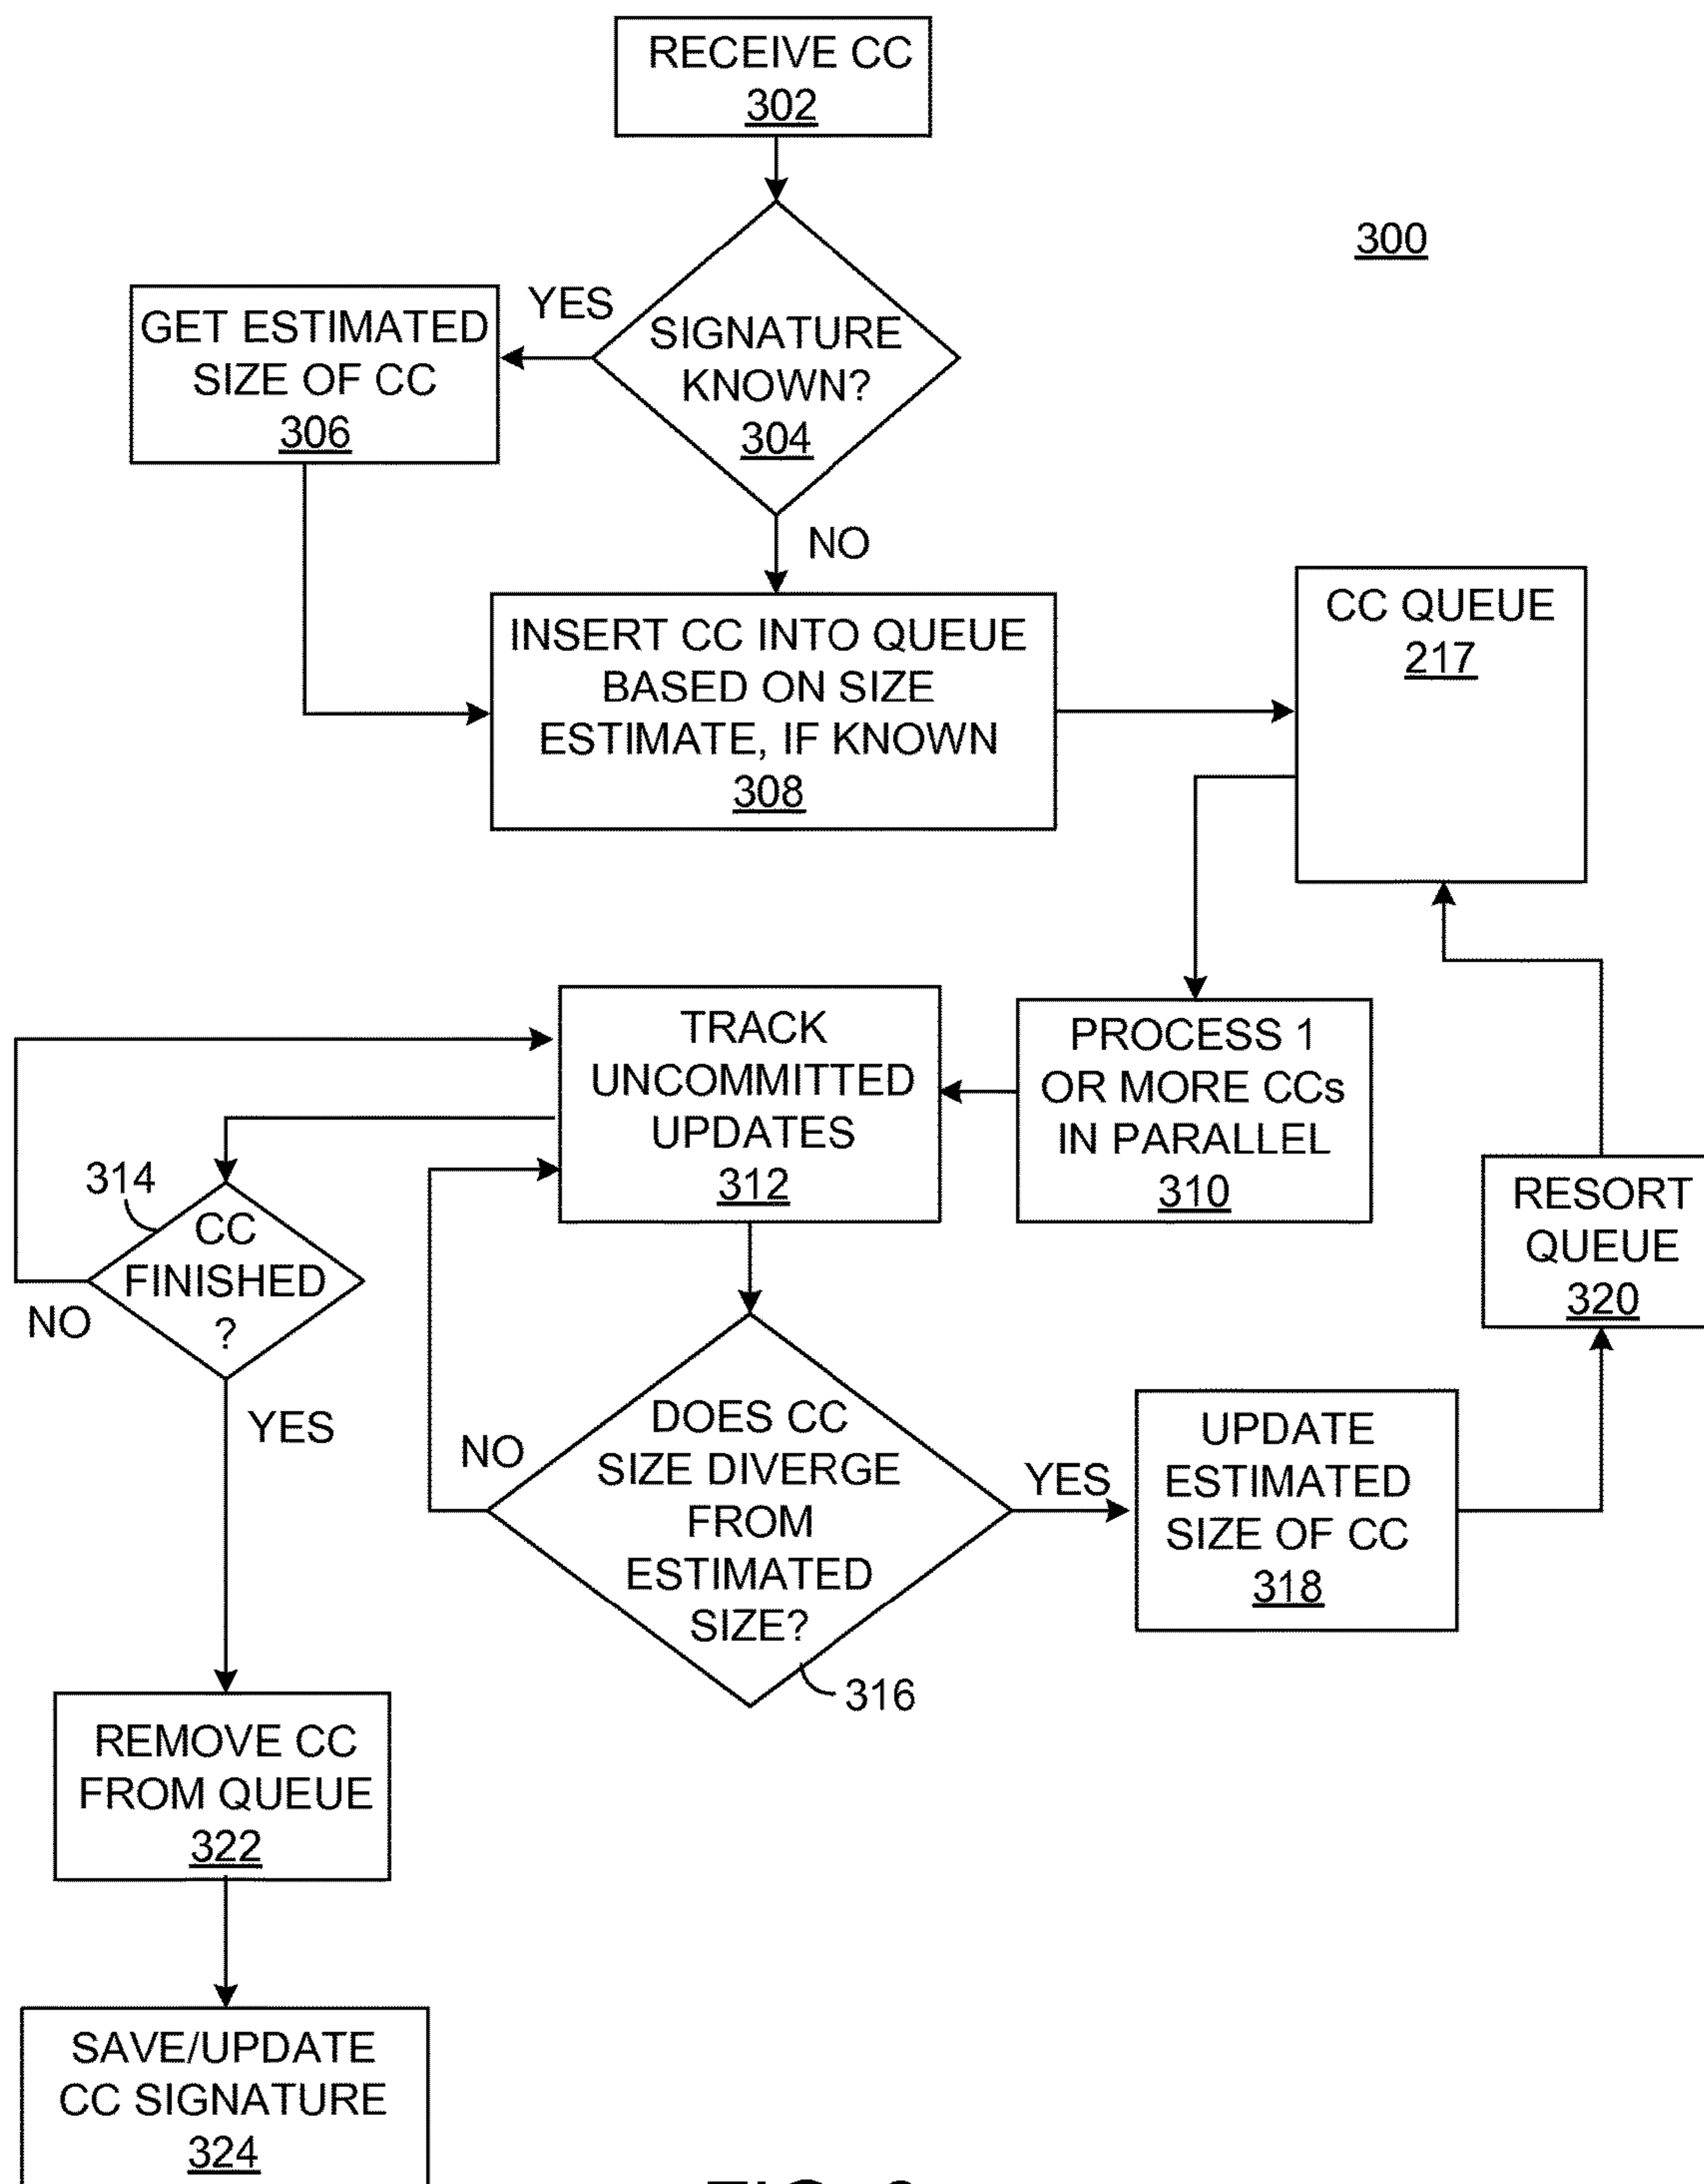 RECEIVE CC
302
300
YES
SIGNATURE
KNOWN?
304
GET ESTIMATED
SIZE OF CC
306
NO
INSERT CC INTO QUEUE
BASED ON SIZE
ESTIMATE, IF KNOWN
308
CC QUEUE
217
TRACK
UNCOMMITTED
UPDATES
312
PROCESS 1
OR MORE CCs
IN PARALLEL
310
RESORT
QUEUE
320
314
CC
FINISHED
?
NO
YES
DOES CC
SIZE DIVERGE
FROM
ESTIMATED
SIZE?
316
NO
YES
UPDATE
ESTIMATED
SIZE OF CC
318
REMOVE CC
FROM QUEUE
322
SAVE/UPDATE
CC SIGNATURE
324